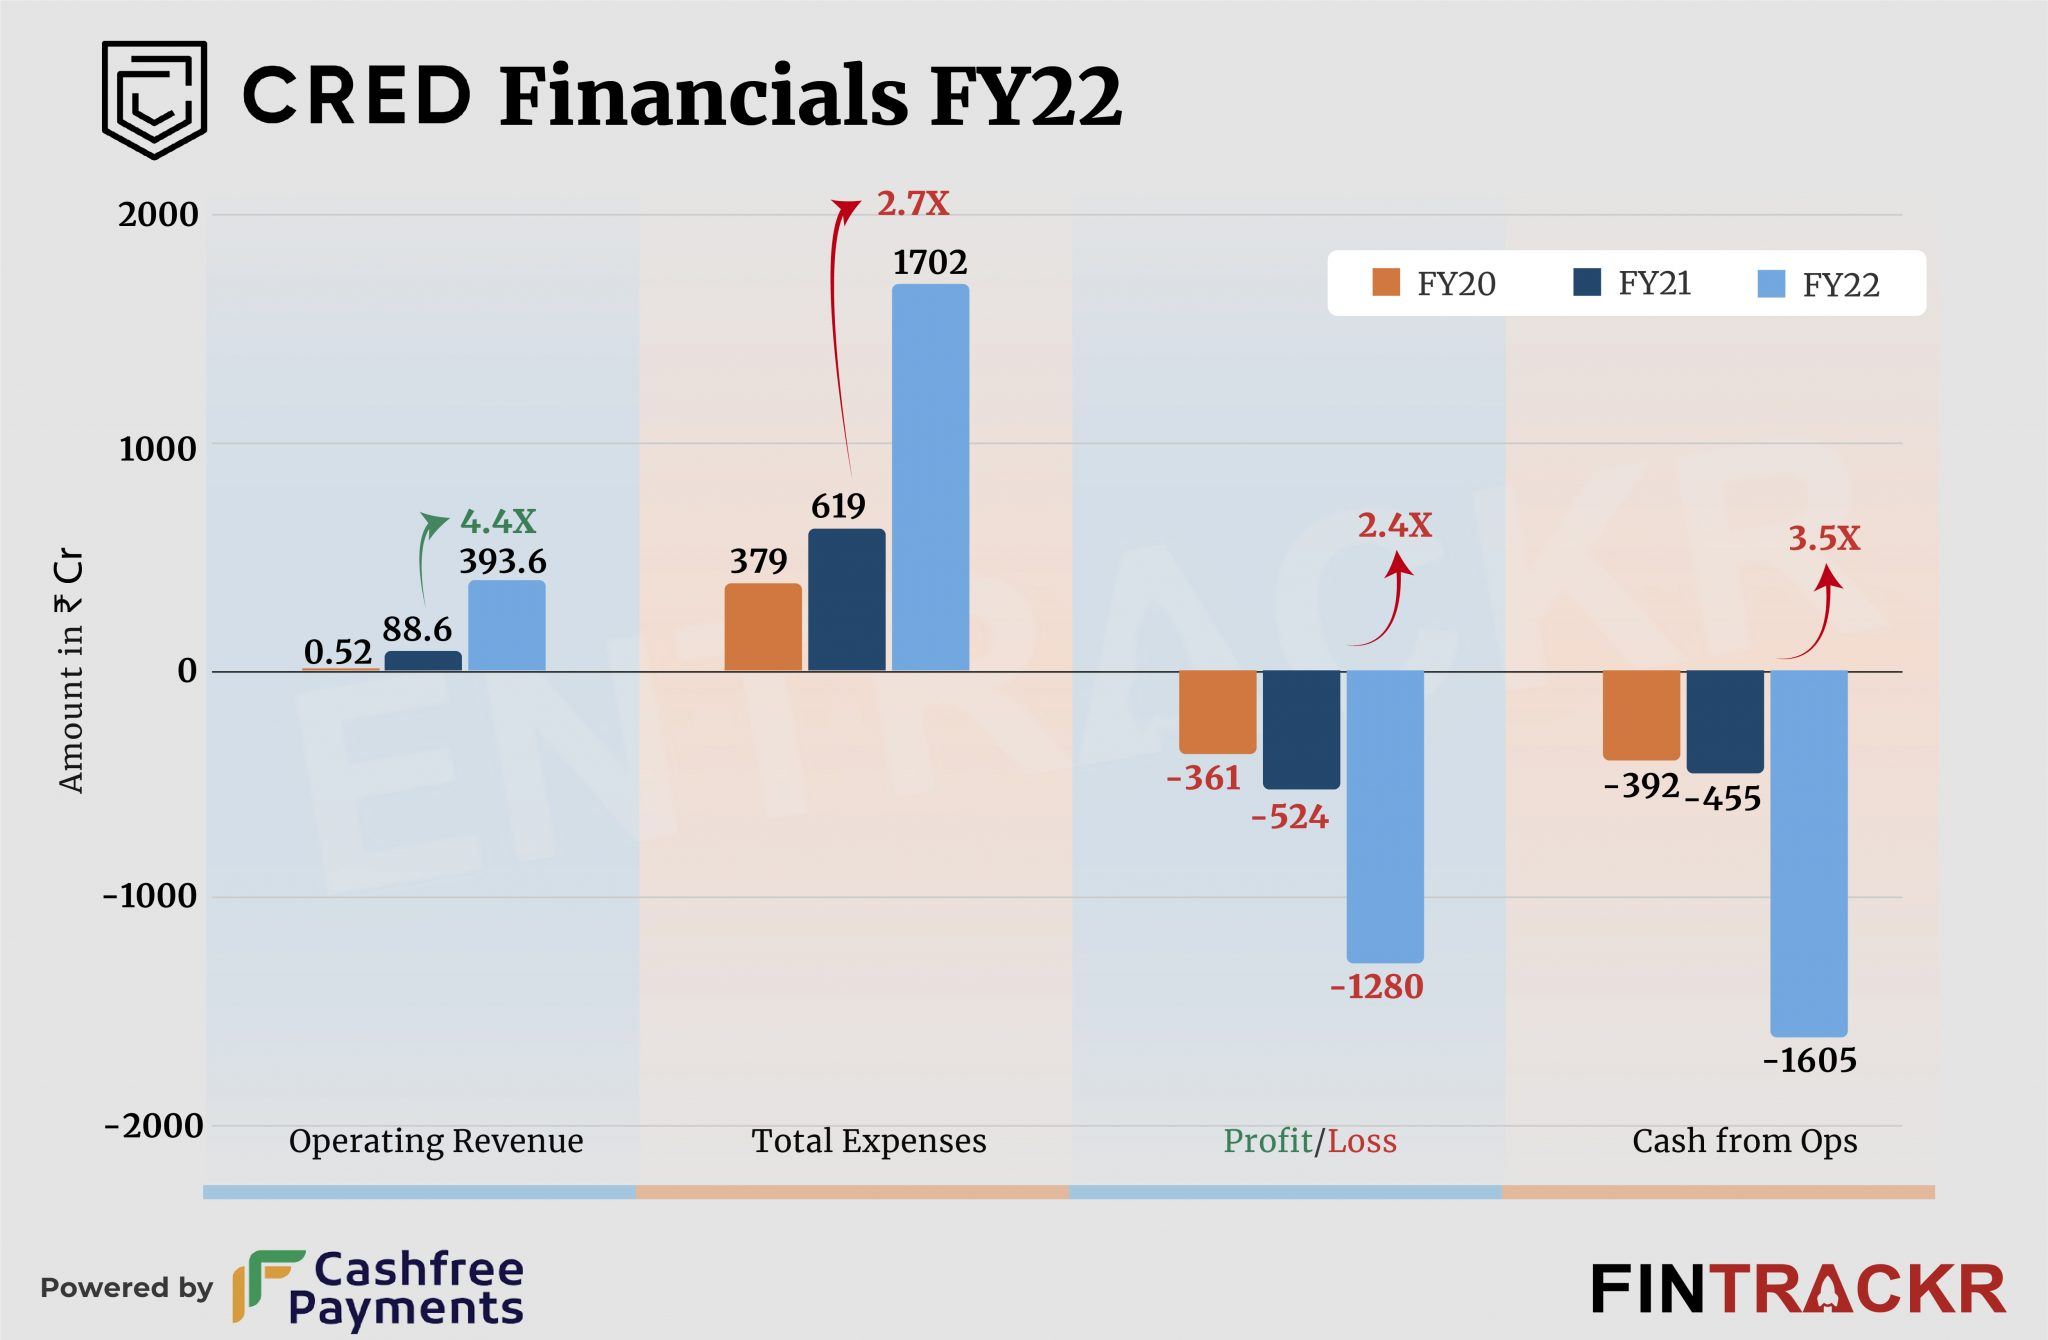 CRED Financials FY22
2000
1000
0
-1000
-2000
Amount in ₹ Cr
FY20
FY21
FY22
4.4X
0.52
88.6
393.6
2.7X
379
619
1702
2.4X
-361
-524
-1280
3.5X
-392
-455
-1605
Operating Revenue
Total Expenses
Profit/Loss
Cash from Ops
ENTRACKR
Powered by
Cashfree
Payments
FINTRACKR